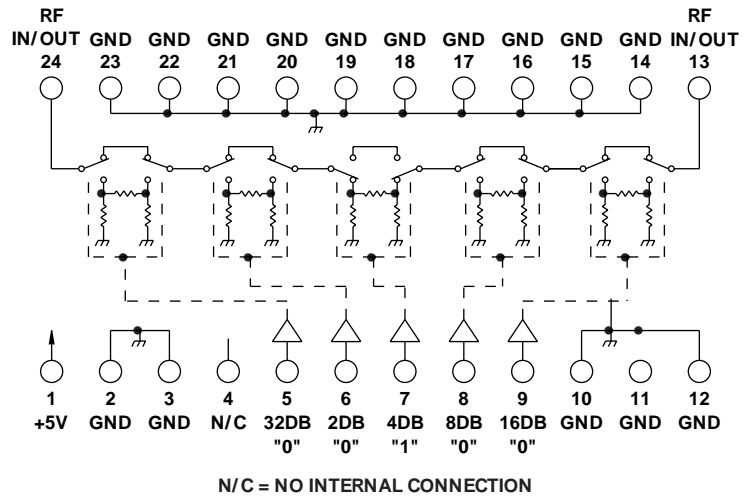 RF RF
IN/OUT GND GND GND GND GND GND GND GND GND GND IN/OUT
24 23 22 21 20 19 18 17 16 15 14 13
1 2 3 4 5 6 7 8 9 10 11 12
+5V GND GND N/C 32DB 2DB 4DB 8DB 16DB GND GND GND
"0" "0" "1" "0" "0"
N/C = NO INTERNAL CONNECTION